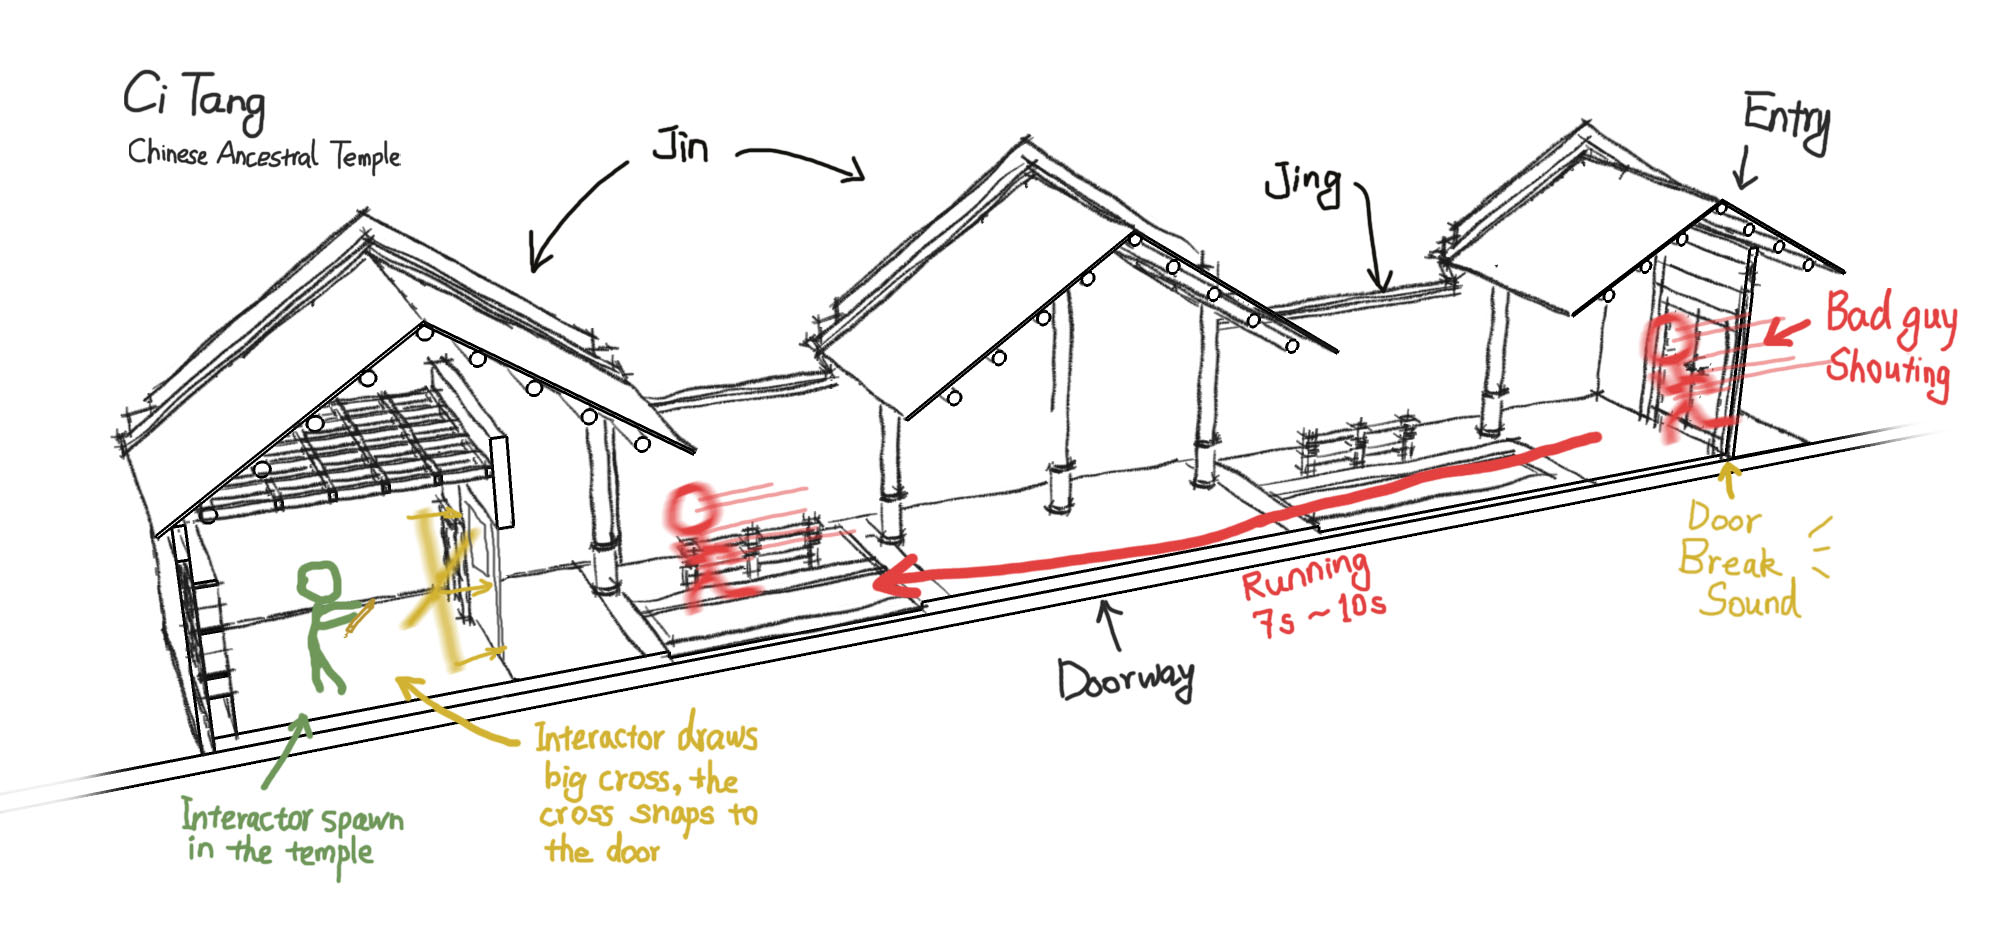 Ci Tang
Chinese Ancestral Temple
Jin
Jing
Entry
Bad guy
Shouting
Door
Break
Sound
Running
7s ~ 10s
Doorway
Interactor draws
big cross, the
cross snaps to
the door
Interactor spawn
in the temple